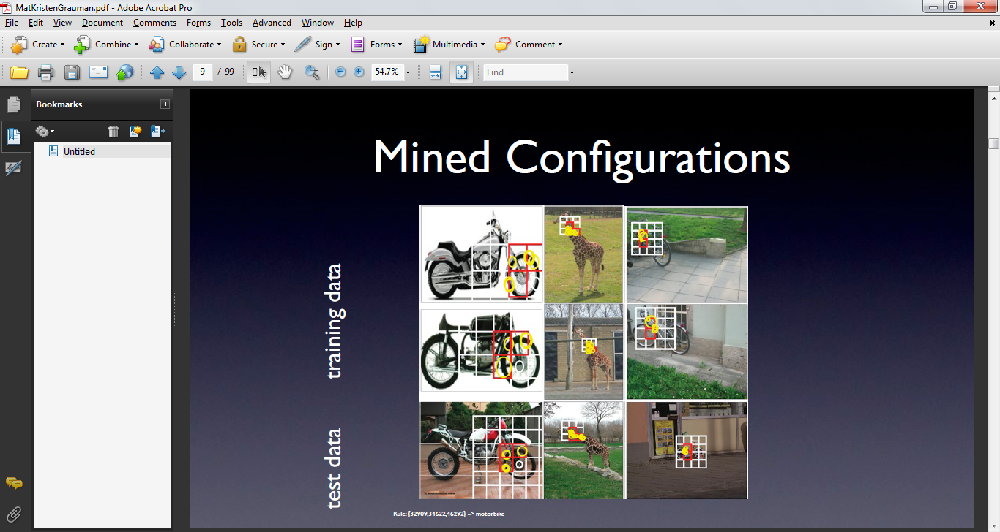 MatKristenGrauman.pdf - Adobe Acrobat Pro
File Edit View Document Comments Forms Tools Advanced Window Help
Create Combine Collaborate Secure Sign Forms Multimedia Comment
9 / 99 54.7% Find
Bookmarks
Untitled
Mined Configurations
training data
test data
Rule: {32909,34622,46292} -> motorbike